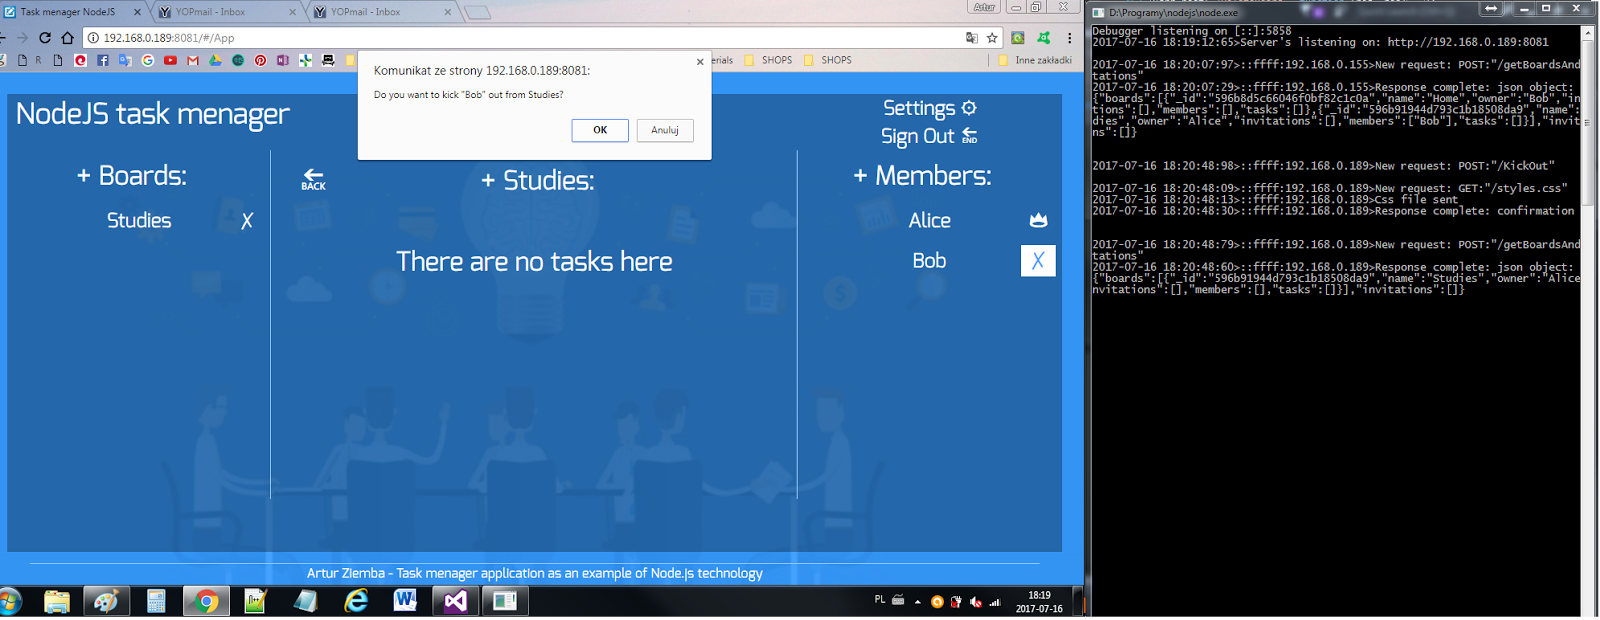 Task menager NodeJS
YOPmail - Inbox
YOPmail - Inbox
Artur
192.168.0.189:8081/#/App
R
erials
SHOPS
SHOPS
Inne zakładki
Komunikat ze strony 192.168.0.189:8081:
Do you want to kick "Bob" out from Studies?
OK
Anuluj
NodeJS task menager
Settings
Sign Out
END
+ Boards:
Studies X
BACK
+ Studies:
There are no tasks here
+ Members:
Alice
Bob X
Artur Ziemba - Task menager application as an example of Node.js technology
PL
18:19
2017-07-16
D:\Programy\nodejs\node.exe
Debugger listening on [::]:5858
2017-07-16 18:19:12:65>Server's listening on: http://192.168.0.189:8081
2017-07-16 18:20:07:97>::ffff:192.168.0.155>New request: POST:"/getBoardsAnd
tations"
2017-07-16 18:20:07:29>::ffff:192.168.0.155>Response complete: json object:
{"boards":[{"_id":"596b8d5c66046f0bf82c1c0a","name":"Home","owner":"Bob","in
tions":[],"members":[],"tasks":[]},{"_id":"596b91944d793c1b18508da9","name":
dies","owner":"Alice","invitations":[],"members":["Bob"],"tasks":[]}],"invit
ns":[]}
2017-07-16 18:20:48:98>::ffff:192.168.0.189>New request: POST:"/KickOut"
2017-07-16 18:20:48:09>::ffff:192.168.0.189>New request: GET:"/styles.css"
2017-07-16 18:20:48:13>::ffff:192.168.0.189>Css file sent
2017-07-16 18:20:48:30>::ffff:192.168.0.189>Response complete: confirmation
2017-07-16 18:20:48:79>::ffff:192.168.0.189>New request: POST:"/getBoardsAnd
tations"
2017-07-16 18:20:48:60>::ffff:192.168.0.189>Response complete: json object:
{"boards":[{"_id":"596b91944d793c1b18508da9","name":"Studies","owner":"Alice
nvitations":[],"members":[],"tasks":[]}],"invitations":[]}